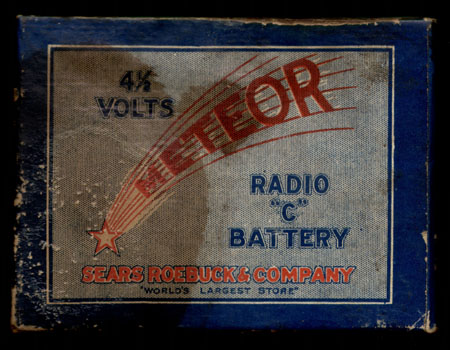 4½
VOLTS
METEOR
RADIO
"C"
BATTERY
SEARS ROEBUCK & COMPANY
"WORLD'S LARGEST STORE"